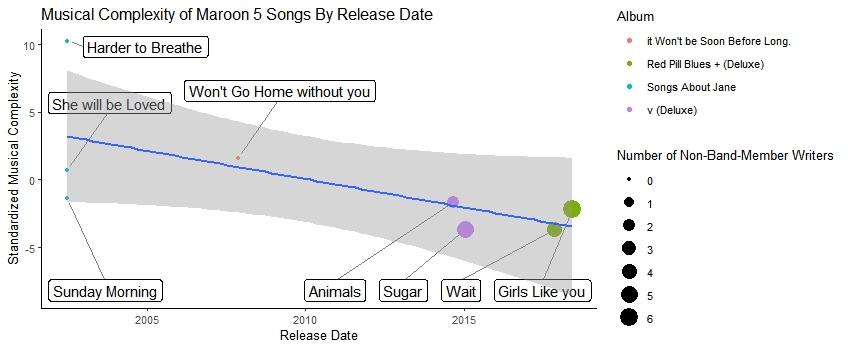 Musical Complexity of Maroon 5 Songs By Release Date
Standardized Musical Complexity
10
5
0
-5
Harder to Breathe
She will be Loved
Won't Go Home without you
Sunday Morning
Animals
Sugar
Wait
Girls Like you
2005
2010
2015
Release Date
Album
it Won't be Soon Before Long.
Red Pill Blues + (Deluxe)
Songs About Jane
v (Deluxe)
Number of Non-Band-Member Writers
0
1
2
3
4
5
6